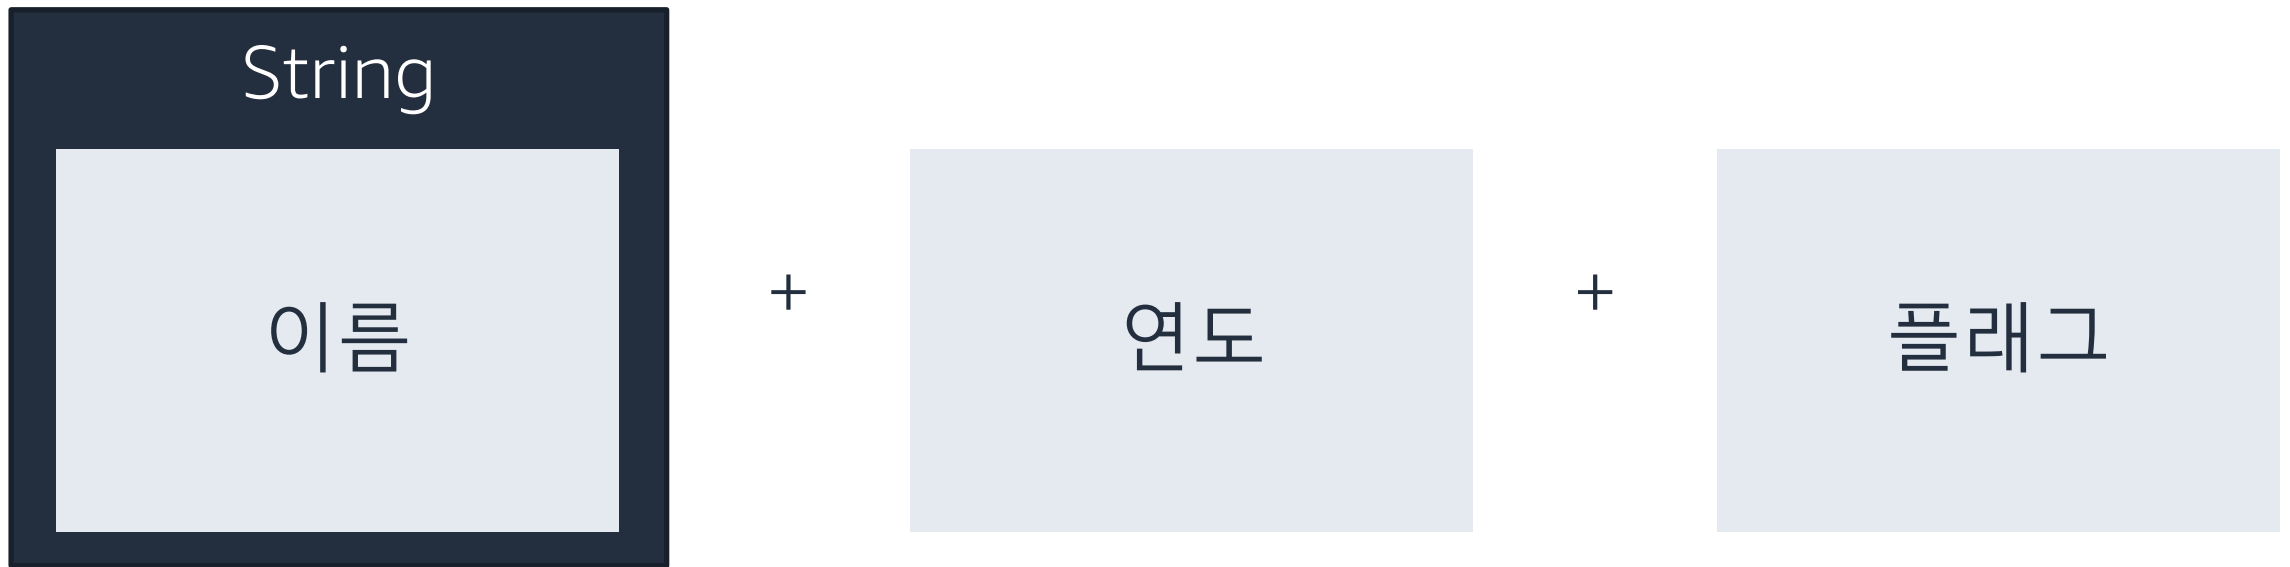 String
이름
+
연도
+
플래그